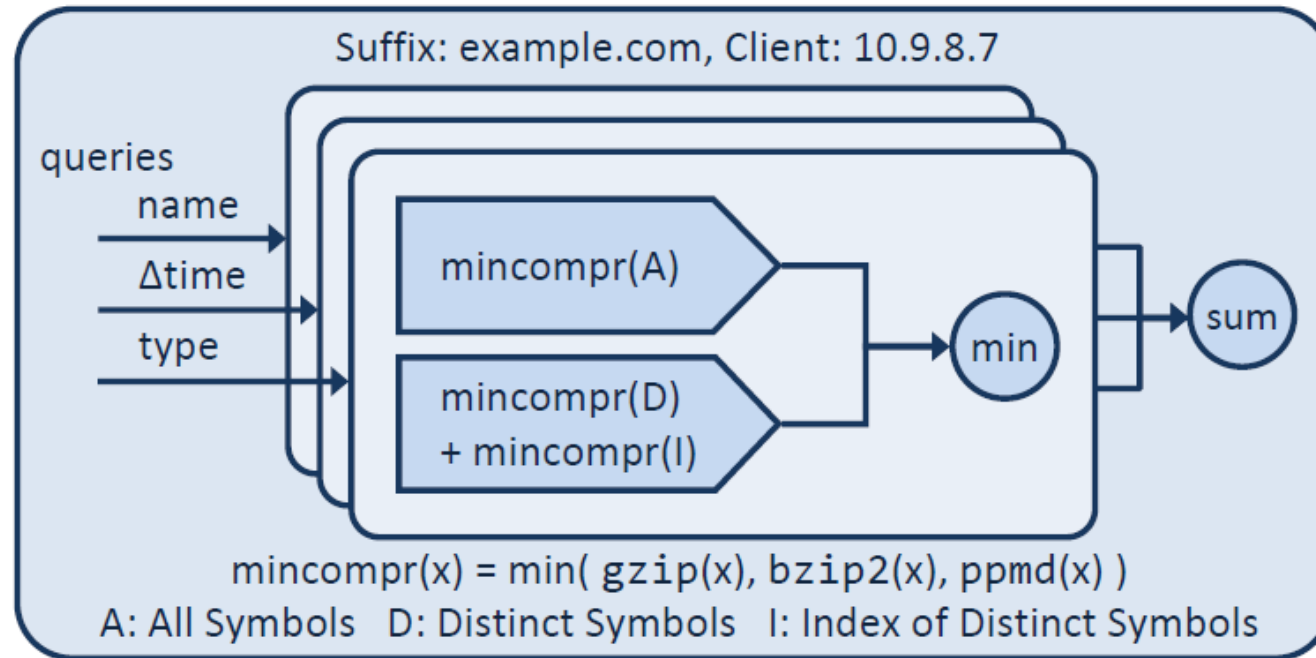 Suffix: example.com, Client: 10.9.8.7
queries
name
Δtime
type
mincompr(A)
mincompr(D)
+ mincompr(I)
min
sum
mincompr(x) = min( gzip(x), bzip2(x), ppmd(x) )
A: All Symbols D: Distinct Symbols I: Index of Distinct Symbols